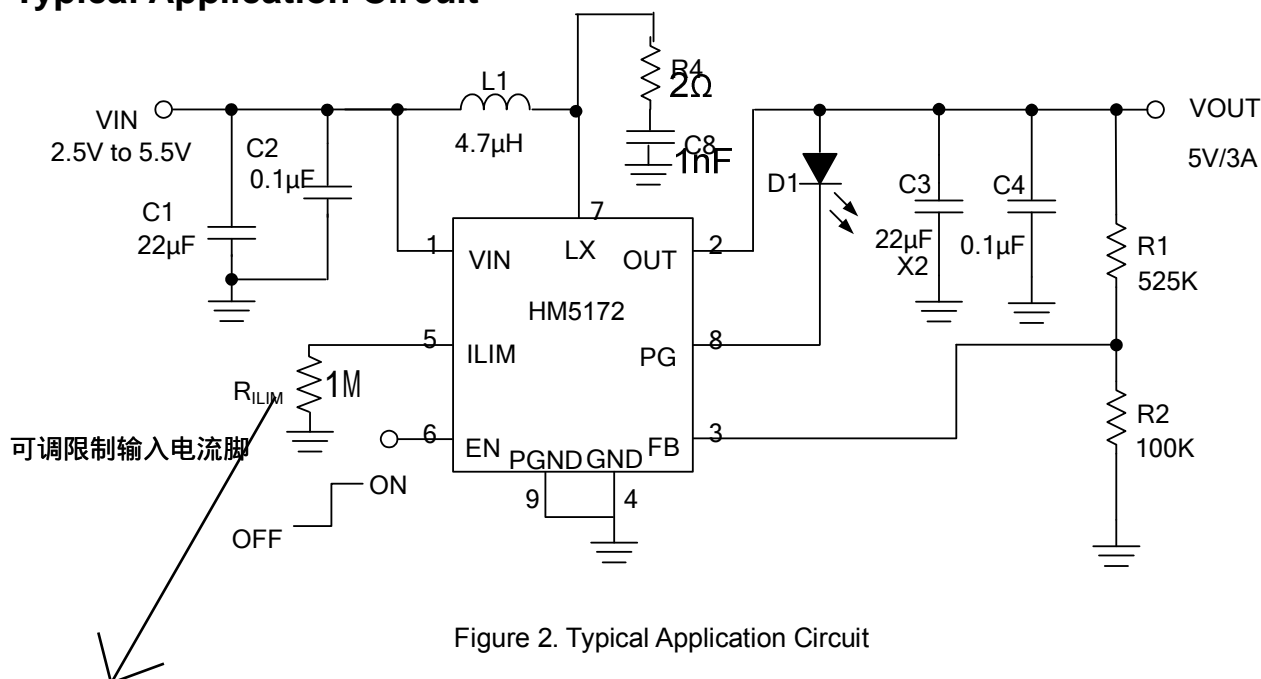 Typical Application Circuit
R4
2Ω
C8
1nF
L1
4.7μH
VIN
2.5V to 5.5V
C2
0.1μF
C1
22μF
VOUT
5V/3A
D1
C3
22μF
X2
C4
0.1μF
R1
525K
7
1
VIN
LX
OUT
2
HM5172
5
ILIM
PG
8
RILIM
1M
可调限制输入电流脚
6
EN
PGND
GND
FB
3
R2
100K
9
4
ON
OFF
Figure 2. Typical Application Circuit